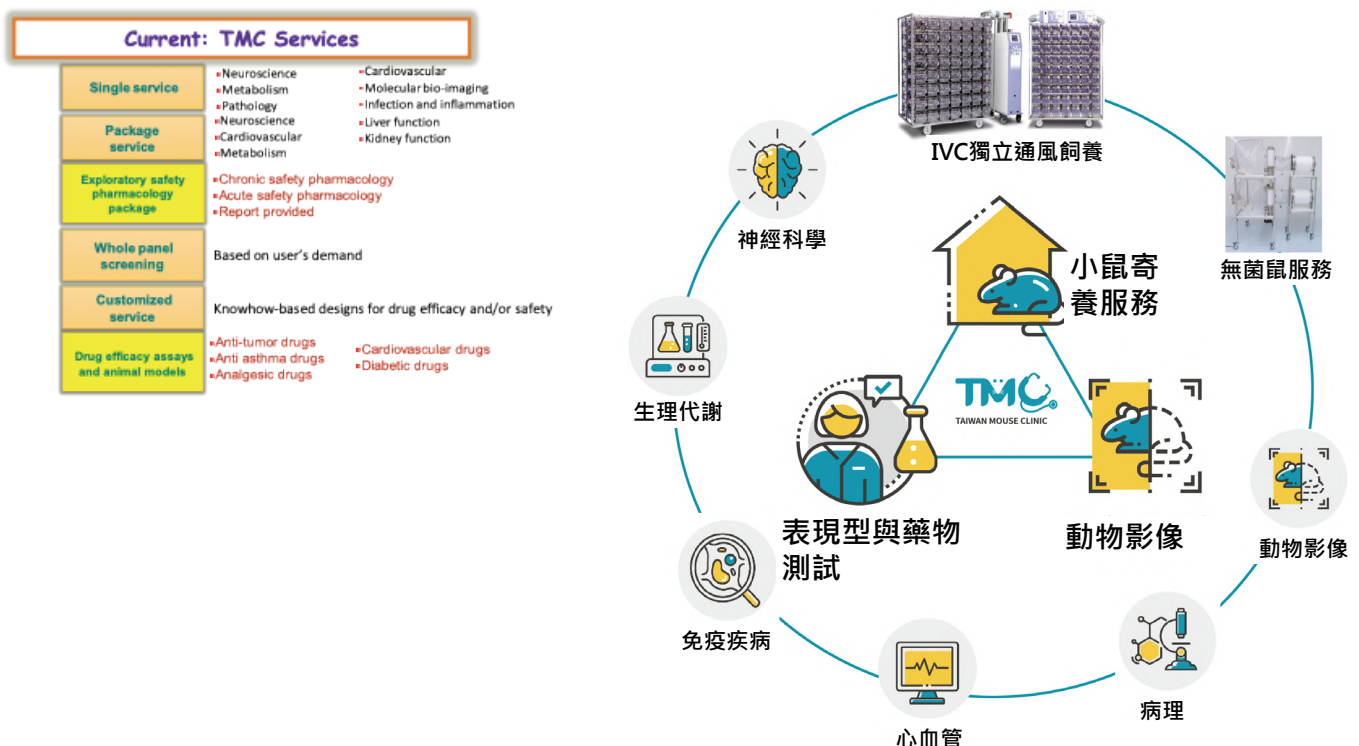 Current: TMC Services
Single service
▪Neuroscience
▪Metabolism
▪Pathology
▪Cardiovascular
▪Molecular bio-imaging
▪Infection and inflammation
Package
service
▪Neuroscience
▪Cardiovascular
▪Metabolism
▪Liver function
▪Kidney function
Exploratory safety
pharmacology
package
▪Chronic safety pharmacology
▪Acute safety pharmacology
▪Report provided
Whole panel
screening
Based on user's demand
Customized
service
Knowhow-based designs for drug efficacy and/or safety
Drug efficacy assays
and animal models
▪Anti-tumor drugs
▪Anti asthma drugs
▪Analgesic drugs
▪Cardiovascular drugs
▪Diabetic drugs
IVC獨立通風飼養
神經科學
無菌鼠服務
小鼠寄
養服務
生理代謝
TMC
TAIWAN MOUSE CLINIC
表現型與藥物
測試
動物影像
動物影像
免疫疾病
病理
心血管